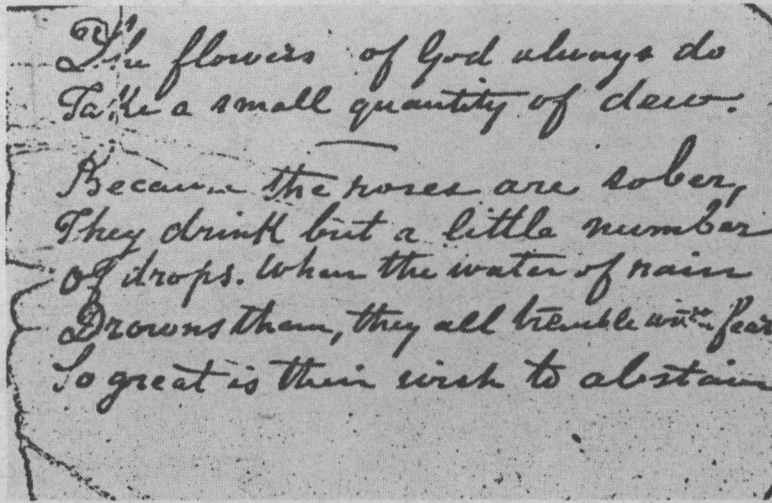 The flowers of God always do
Take a small quantity of dew.
Because the roses are sober,
They drink but a little number
of drops. When the water of rain
Drowns them, they all tremble with fear
So great is their wish to abstain